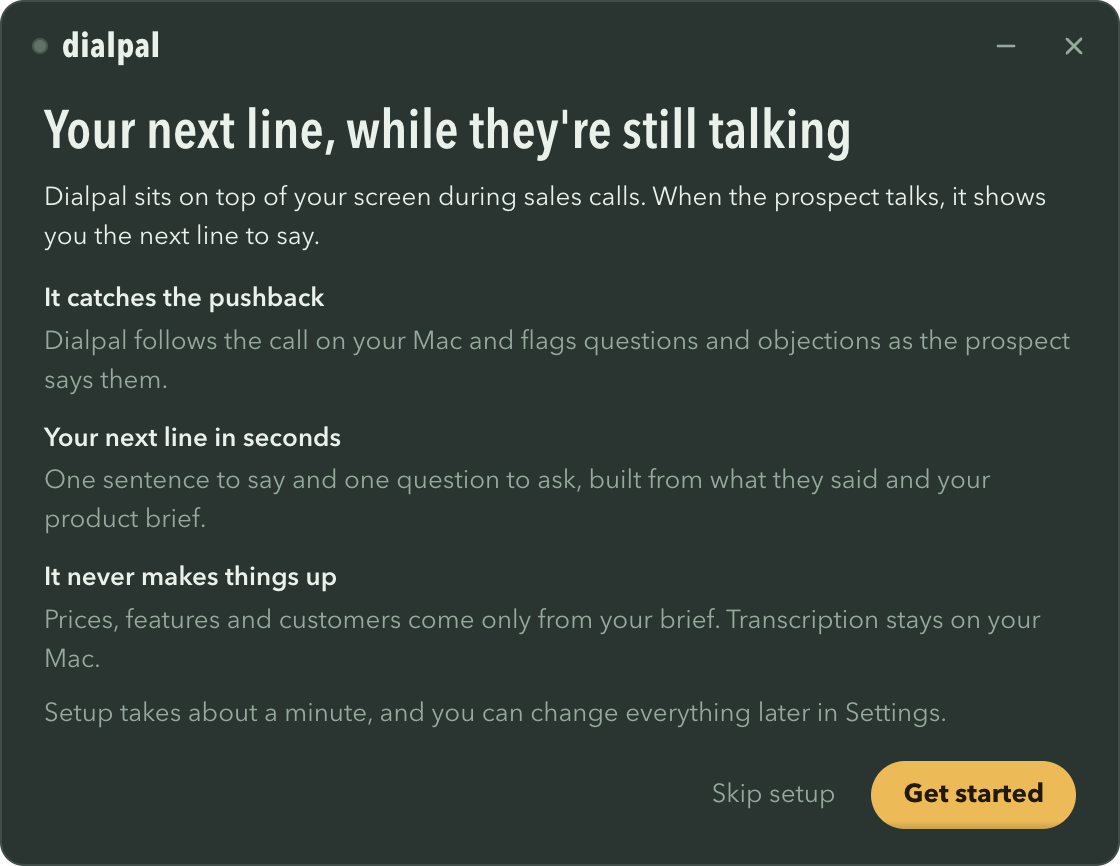 dialpal
Your next line, while they're still talking
Dialpal sits on top of your screen during sales calls. When the prospect talks, it shows
you the next line to say.
It catches the pushback
Dialpal follows the call on your Mac and flags questions and objections as the prospect
says them.
Your next line in seconds
One sentence to say and one question to ask, built from what they said and your
product brief.
It never makes things up
Prices, features and customers come only from your brief. Transcription stays on your
Mac.
Setup takes about a minute, and you can change everything later in Settings.
Skip setup
Get started